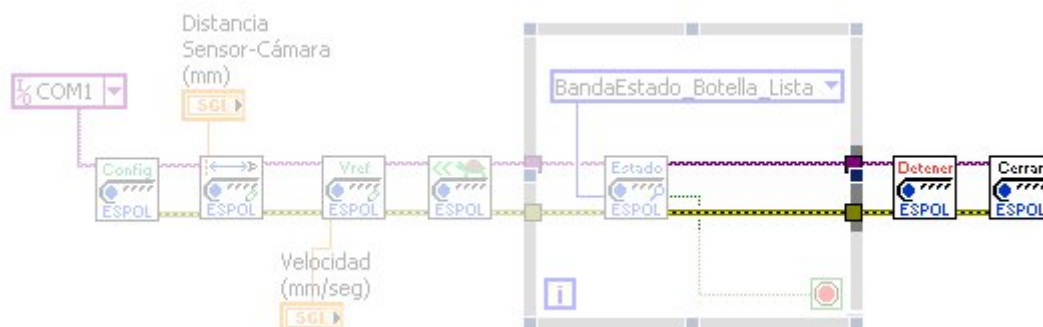 Distancia
Sensor-Cámara
(mm)
I/O COM1
SGL
BandaEstado_Botella_Lista
Config
ESPOL
ESPOL
Vref
ESPOL
ESPOL
Estado
ESPOL
Detener
ESPOL
Cerrar
ESPOL
Velocidad
(mm/seg)
SGL
i